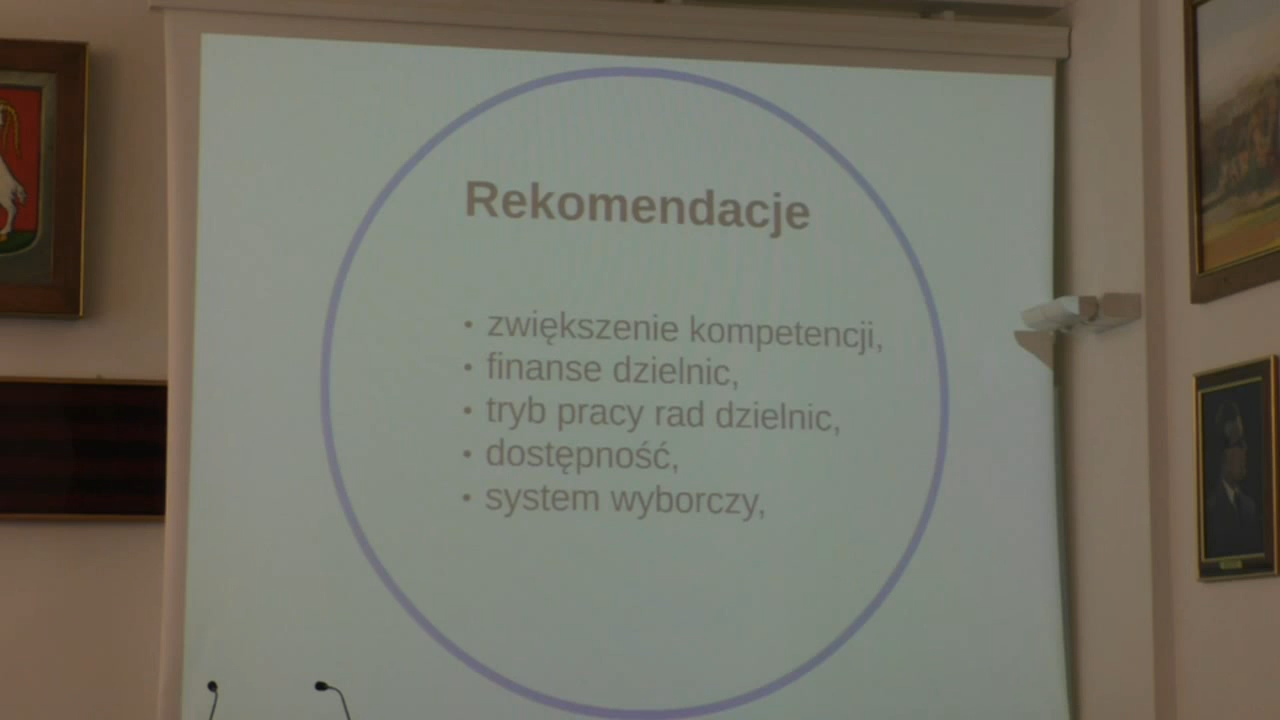 Rekomendacje
• zwiększenie kompetencji,
• finanse dzielnic,
• tryb pracy rad dzielnic,
• dostępność,
• system wyborczy,